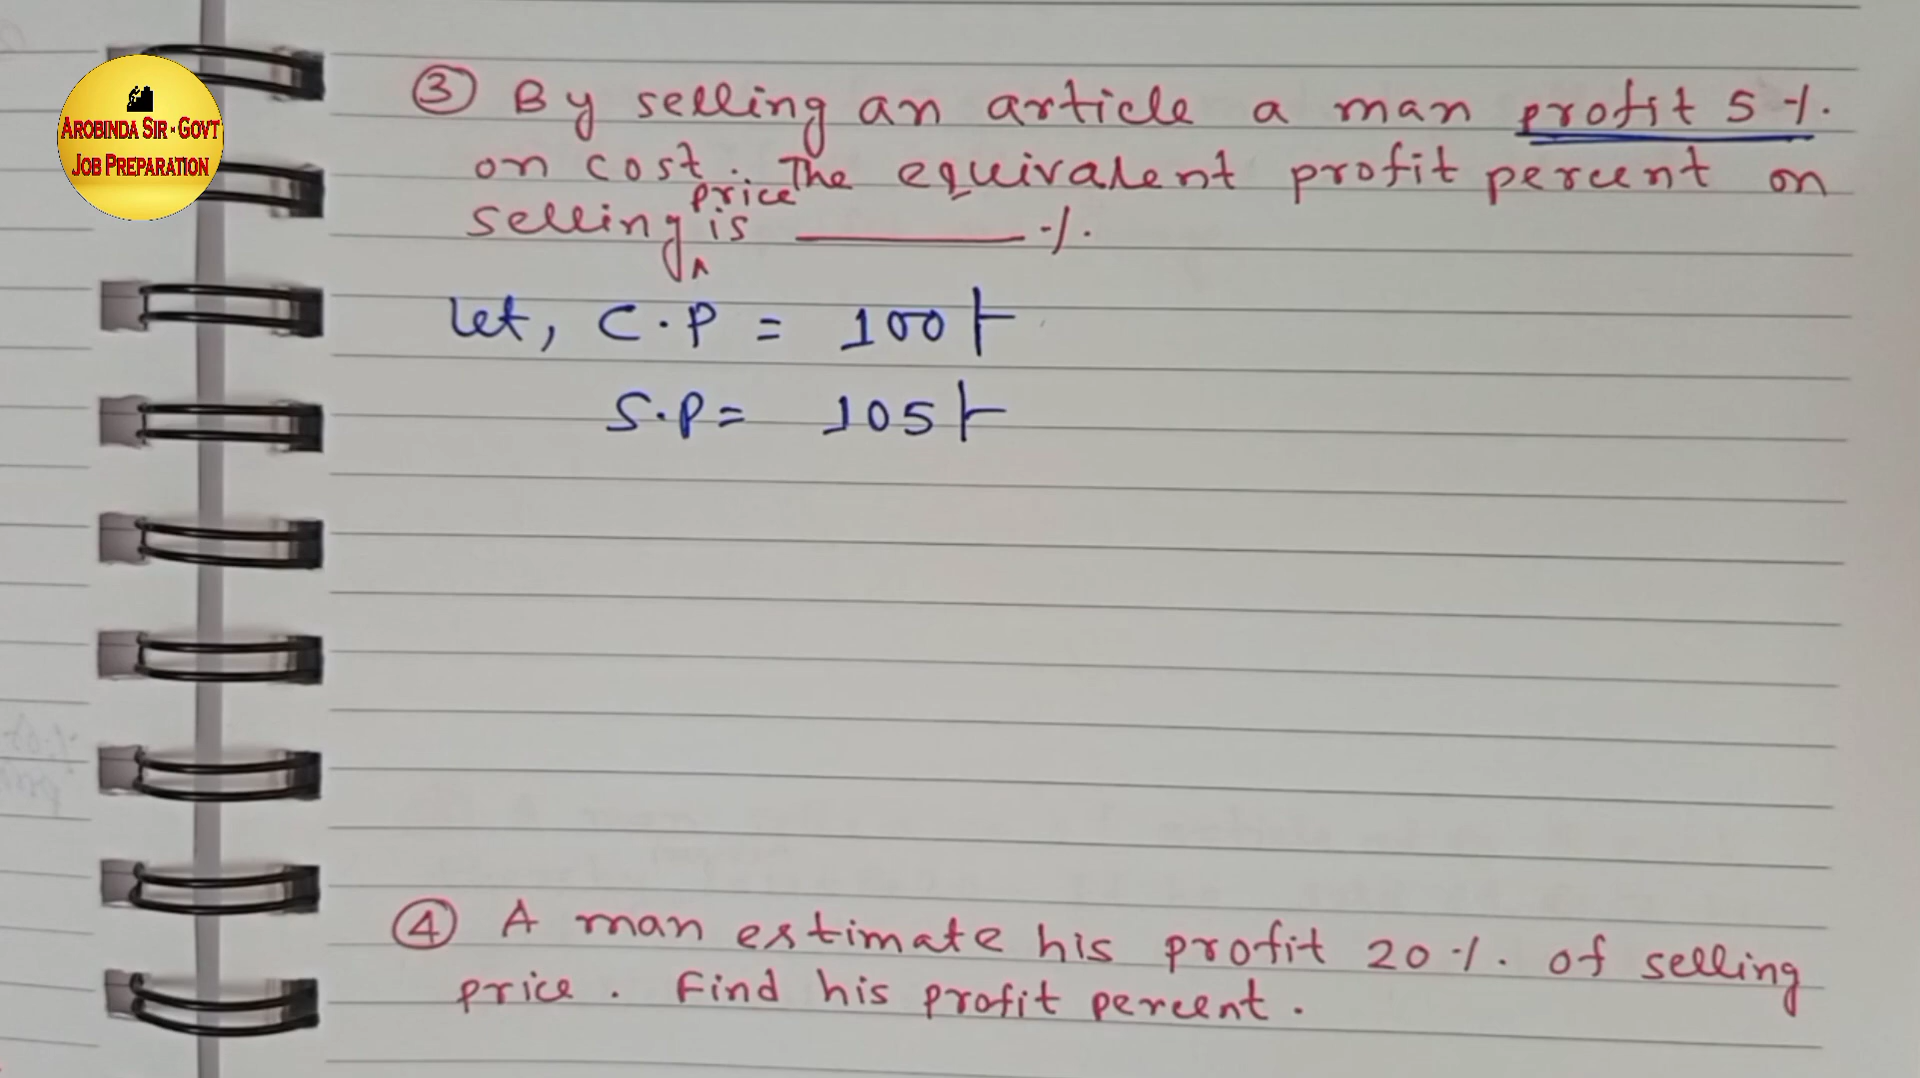 AROBINDA SIR - GOVT
JOB PREPARATION
③ By selling an article a man profit 5%.
on cost. The equivalent profit percent on
price
selling is ______ %.
Let, C.P = 100/-
S.P = 105/-
④ A man estimate his profit 20%. of selling
price. Find his profit percent.